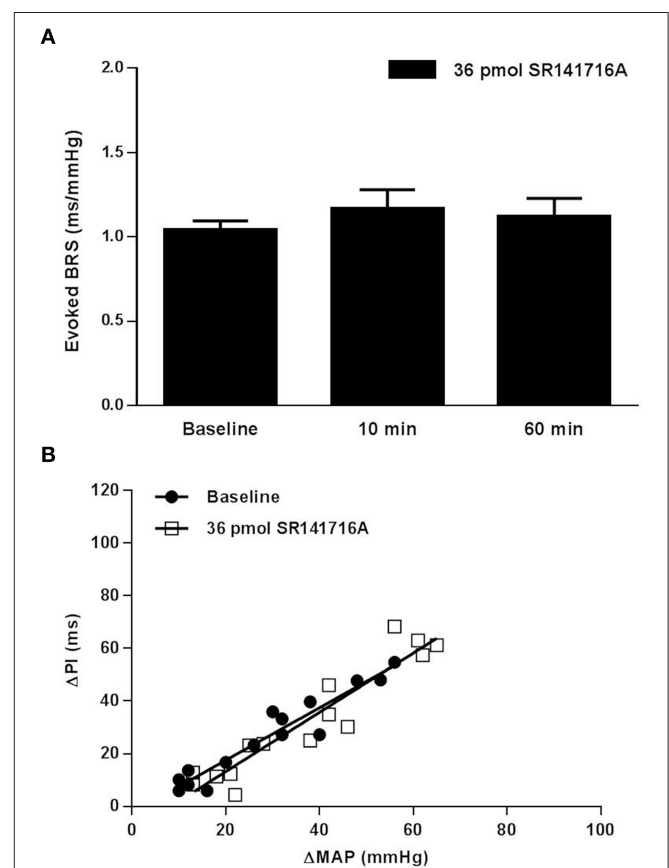 A
36 pmol SR141716A
Evoked BRS (ms/mmHg)
2.0
1.5
1.0
0.5
0.0
Baseline
10 min
60 min
B
Baseline
36 pmol SR141716A
ΔPI (ms)
120
100
80
60
40
20
0
0
20
40
60
80
100
ΔMAP (mmHg)